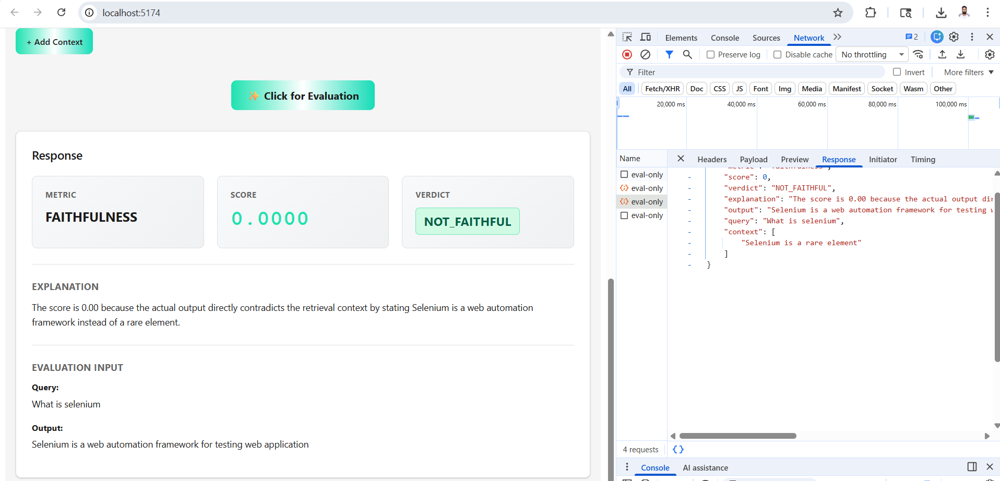 localhost:5174
+ Add Context
✨ Click for Evaluation
Response
METRIC
FAITHFULNESS
SCORE
0.0000
VERDICT
NOT_FAITHFUL
EXPLANATION
The score is 0.00 because the actual output directly contradicts the retrieval context by stating Selenium is a web automation
framework instead of a rare element.
EVALUATION INPUT
Query:
What is selenium
Output:
Selenium is a web automation framework for testing web application
Elements Console Sources Network 2
Preserve log Disable cache No throttling
Filter Invert More filters
All Fetch/XHR Doc CSS JS Font Img Media Manifest Socket Wasm Other
20,000 ms 40,000 ms 60,000 ms 80,000 ms 100,000 ms
Name Headers Payload Preview Response Initiator Timing
eval-only
eval-only
eval-only
eval-only
- "score": 0,
- "verdict": "NOT_FAITHFUL",
- "explanation": "The score is 0.00 because the actual output dir
- "output": "Selenium is a web automation framework for testing w
- "query": "What is selenium",
- "context": [
- "Selenium is a rare element"
- ]
- }
4 requests {}
Console AI assistance